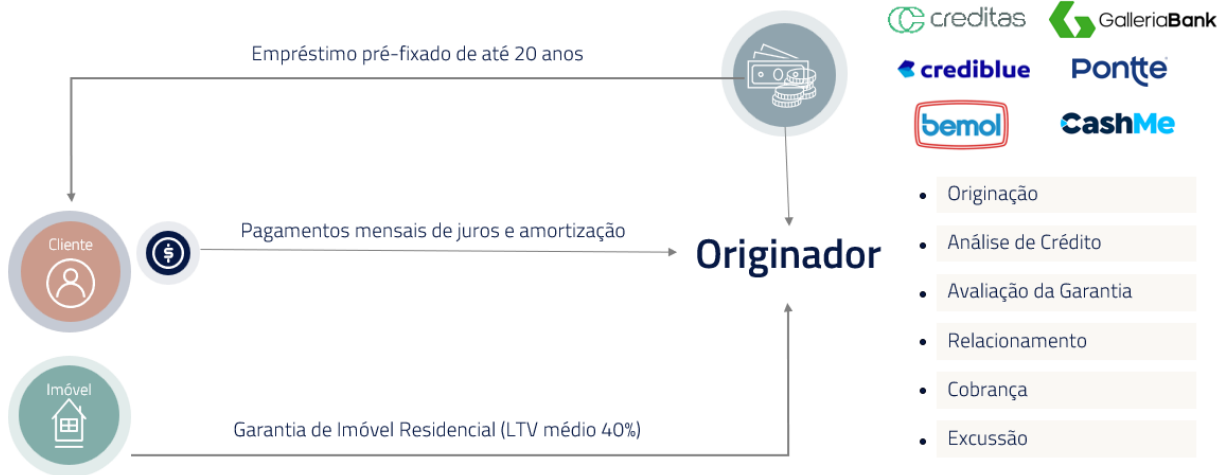 creditas
GalleriaBank
Empréstimo pré-fixado de até 20 anos
crediblue
Pontte
bemol
CashMe
Originação
Cliente
Pagamentos mensais de juros e amortização
Originador
Análise de Crédito
Avaliação da Garantia
Relacionamento
Imóvel
Cobrança
Garantia de Imóvel Residencial (LTV médio 40%)
Excussão